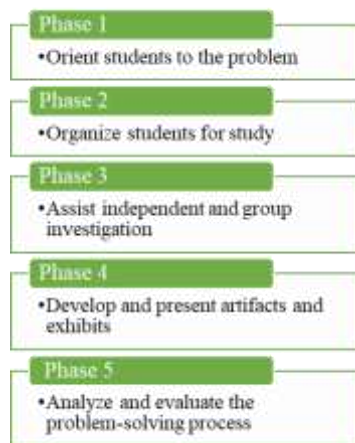 Phase 1
•Orient students to the problem
Phase 2
•Organize students for study
Phase 3
•Assist independent and group
investigation
Phase 4
•Develop and present artifacts and
exhibits
Phase 5
•Analyze and evaluate the
problem-solving process